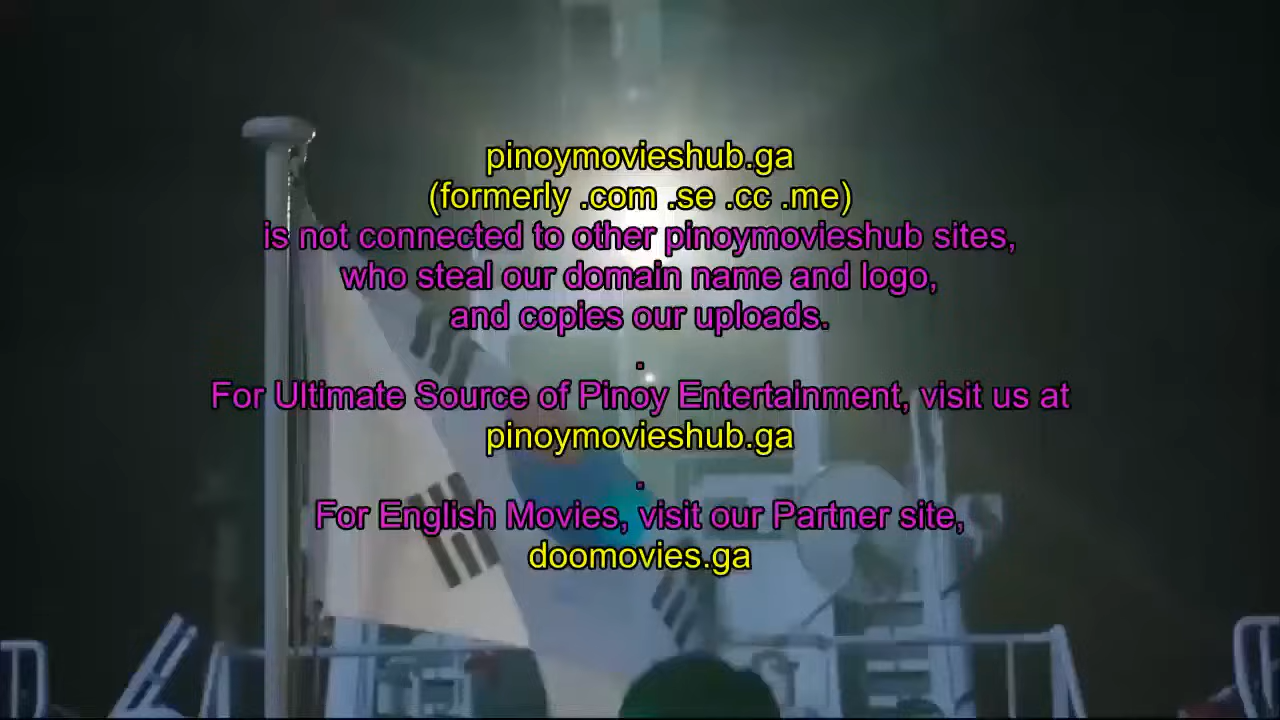 pinoymovieshub.ga
(formerly .com .se .cc .me)
is not connected to other pinoymovieshub sites,
who steal our domain name and logo,
and copies our uploads.
.
For Ultimate Source of Pinoy Entertainment, visit us at
pinoymovieshub.ga
.
For English Movies, visit our Partner site,
doomovies.ga